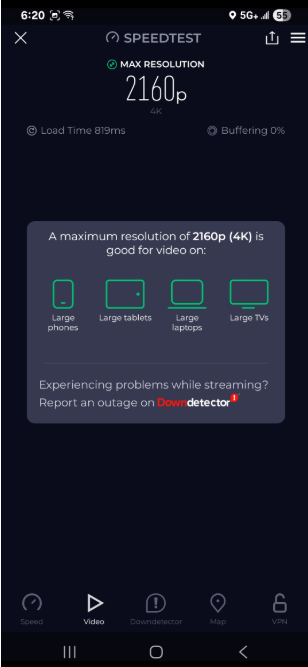 6:20 5G+ 55
SPEEDTEST
MAX RESOLUTION
2160p
4K
Load Time 819ms Buffering 0%
A maximum resolution of 2160p (4K) is
good for video on:
Large
phones
Large tablets
Large
laptops
Large TVs
Experiencing problems while streaming?
Report an outage on Downdetector!
Speed Video Downdetector Map VPN